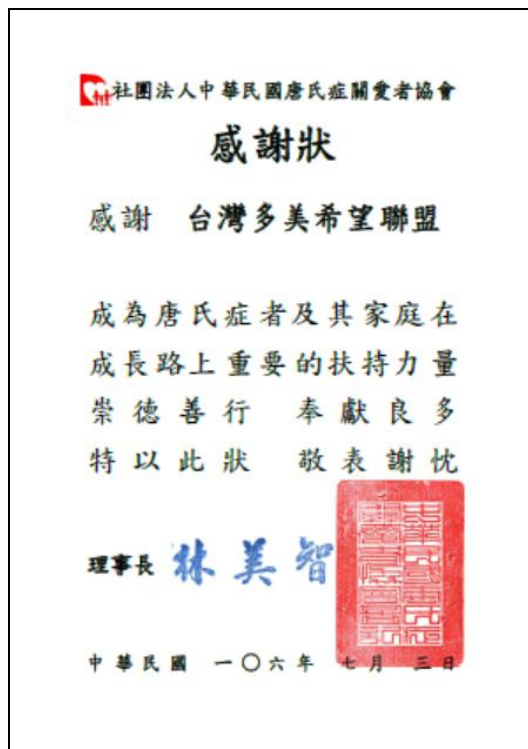 社團法人中華民國唐氏症關愛者協會
感謝狀
感謝 台灣多美希望聯盟
成為唐氏症者及其家庭在
成長路上重要的扶持力量
崇德善行 奉獻良多
特以此狀 敬表謝忱
理事長 林美智
中華民國 一〇六年 七月 三日